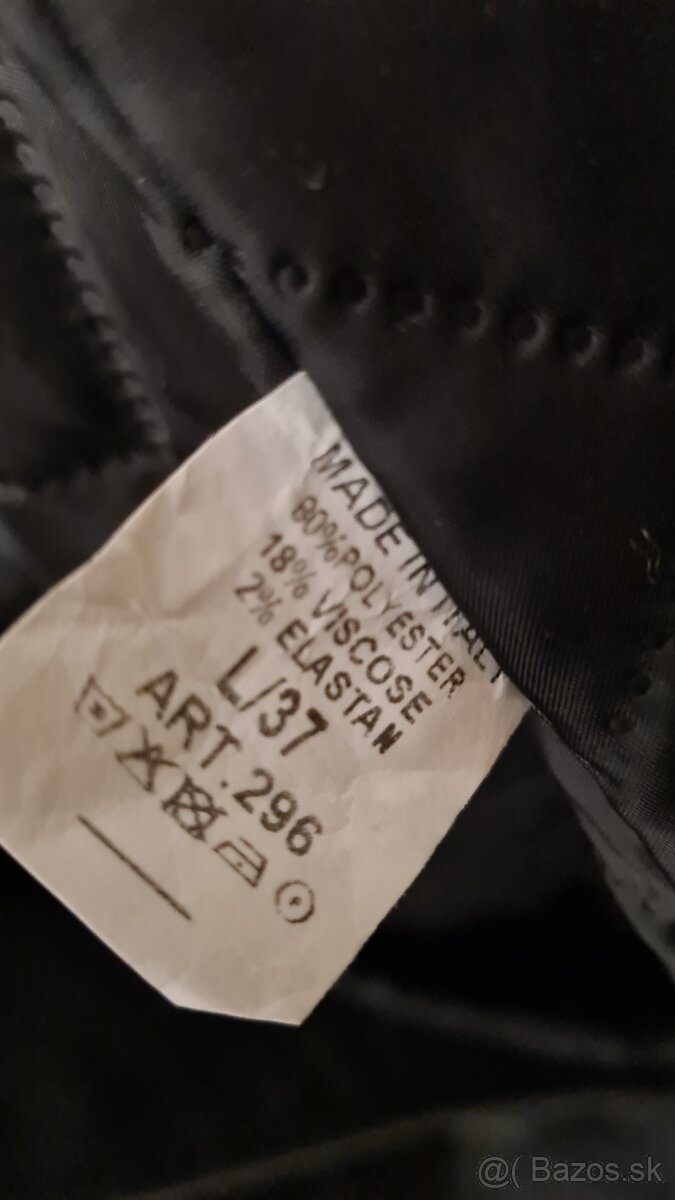 MADE IN ITALY
80%POLYESTER
18% VISCOSE
2% ELASTAN
L/37
ART.296
@( Bazos.sk